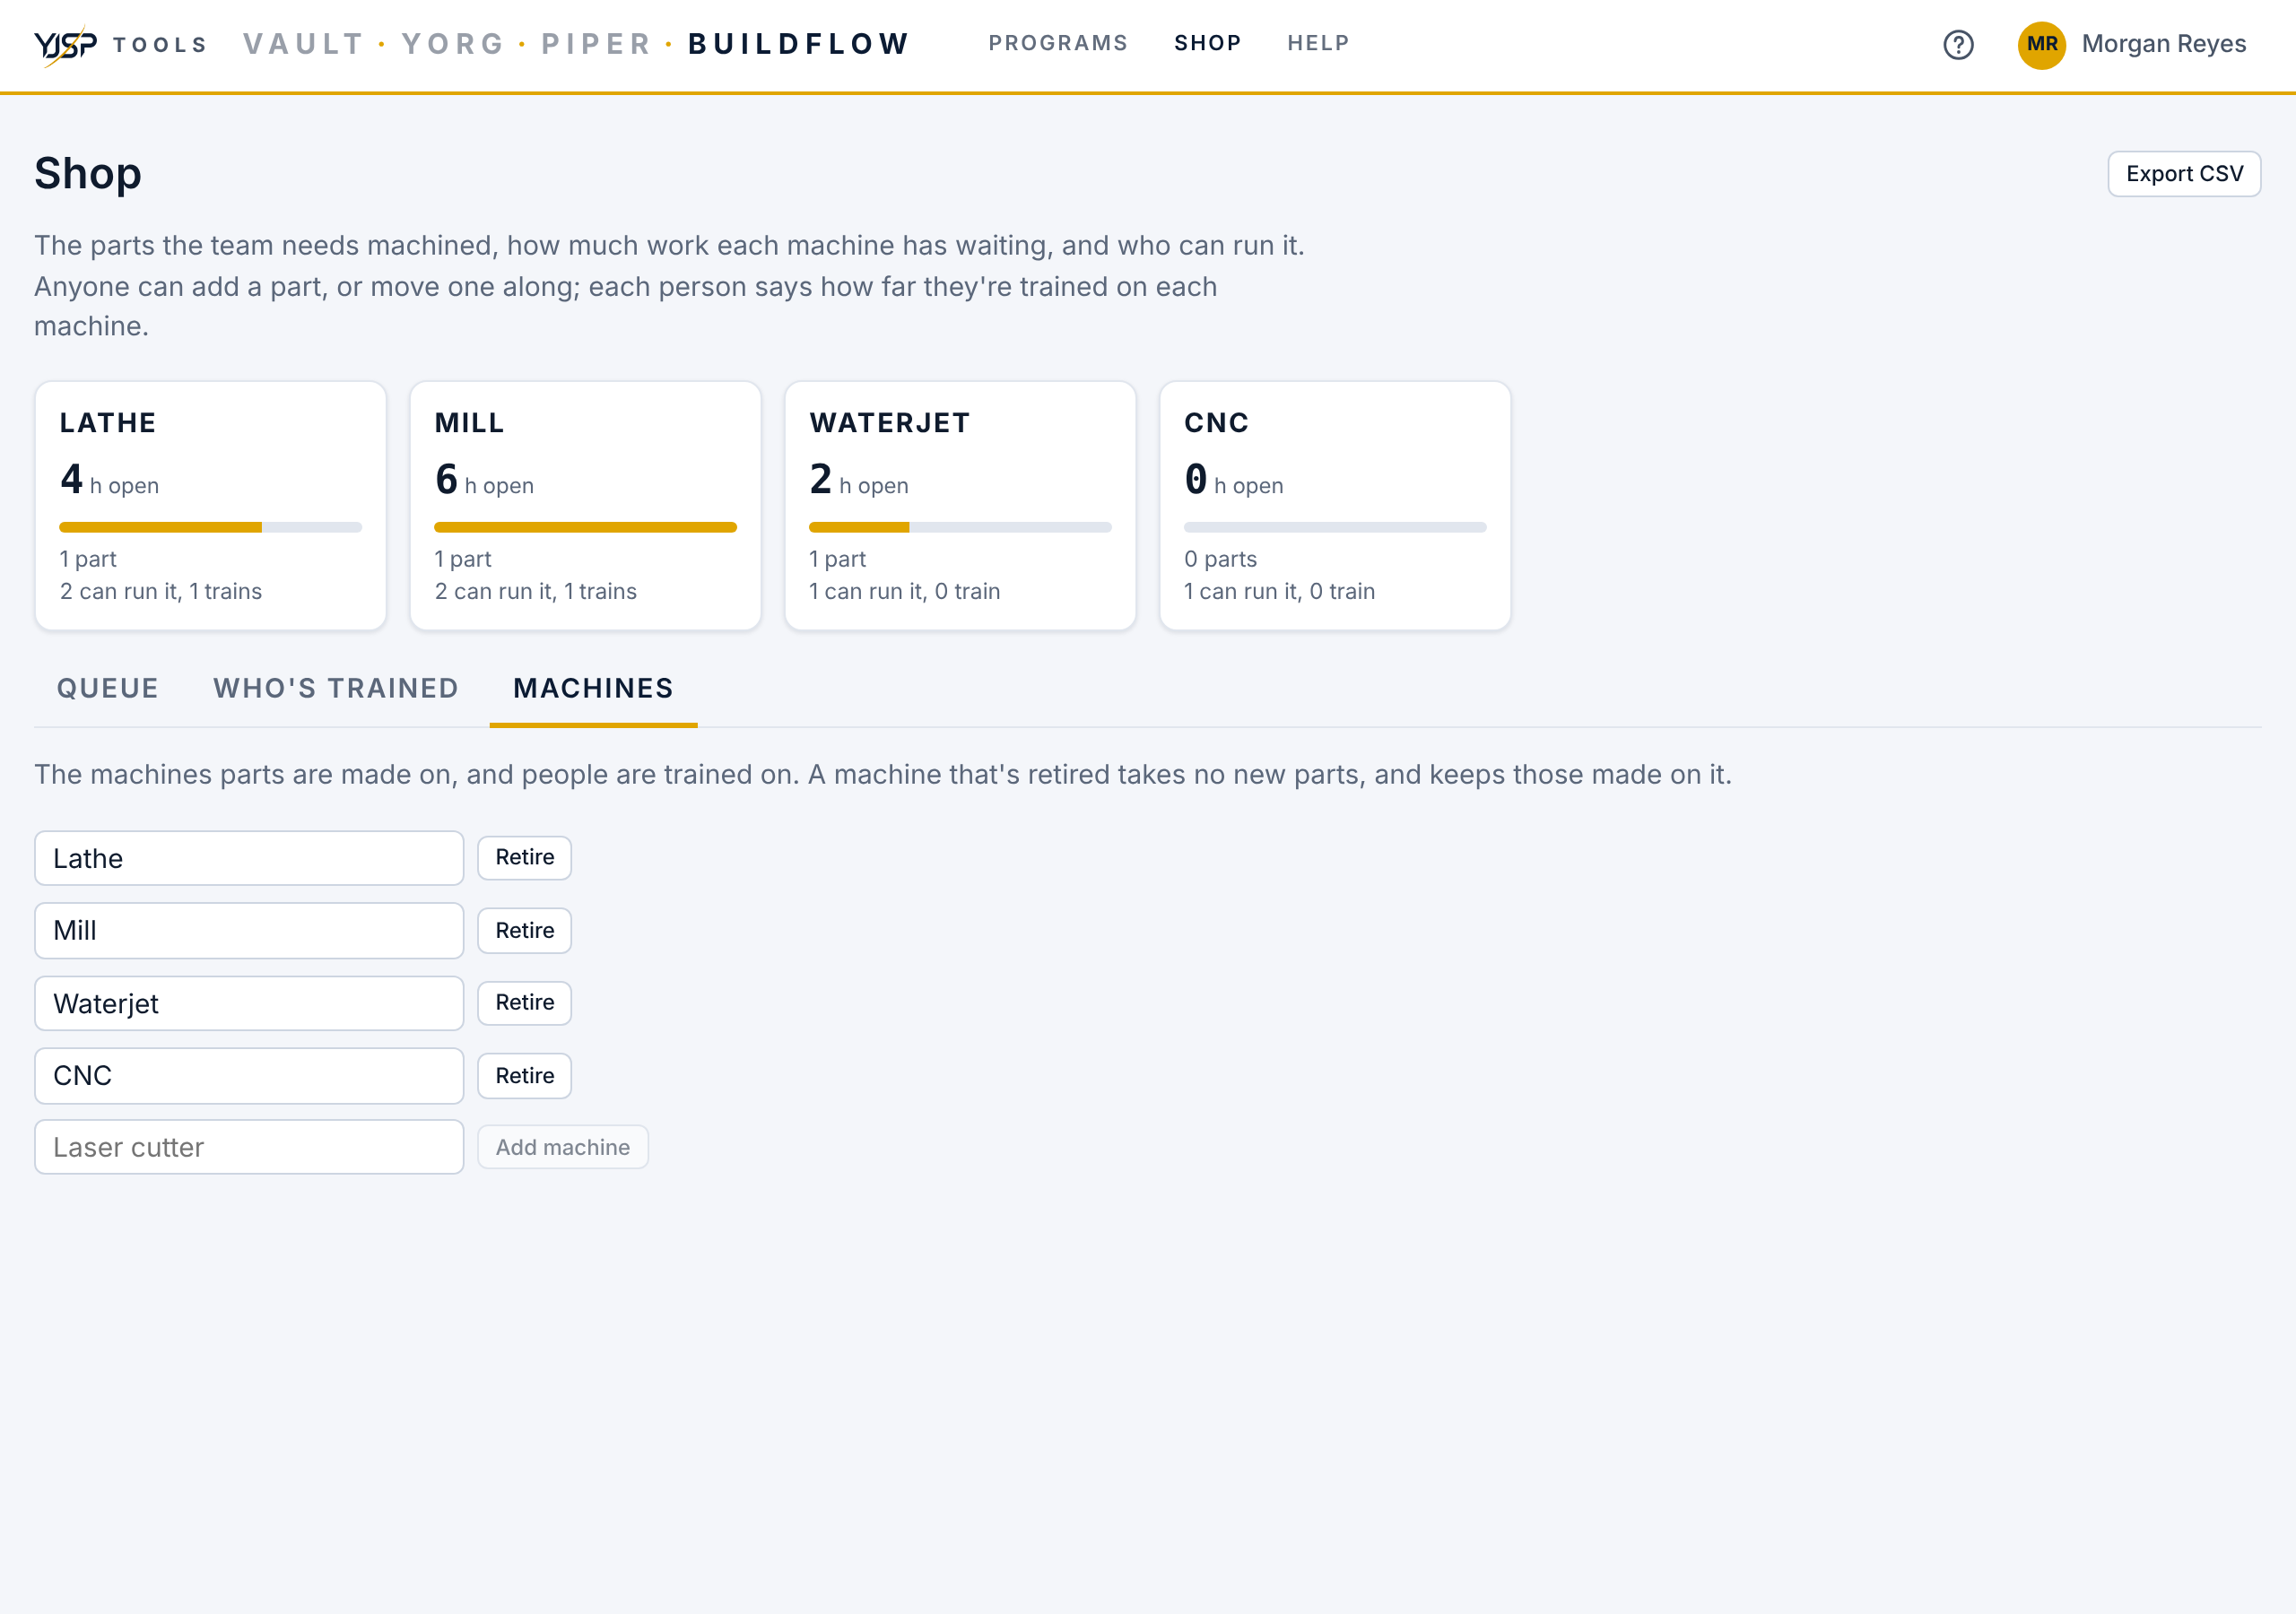 YJSP TOOLS VAULT · YORG · PIPER · BUILDFLOW PROGRAMS SHOP HELP ? MR Morgan Reyes
Shop
Export CSV
The parts the team needs machined, how much work each machine has waiting, and who can run it.
Anyone can add a part, or move one along; each person says how far they're trained on each
machine.
LATHE
4 h open
1 part
2 can run it, 1 trains
MILL
6 h open
1 part
2 can run it, 1 trains
WATERJET
2 h open
1 part
1 can run it, 0 train
CNC
0 h open
0 parts
1 can run it, 0 train
QUEUE WHO'S TRAINED MACHINES
The machines parts are made on, and people are trained on. A machine that's retired takes no new parts, and keeps those made on it.
Lathe Retire
Mill Retire
Waterjet Retire
CNC Retire
Laser cutter Add machine